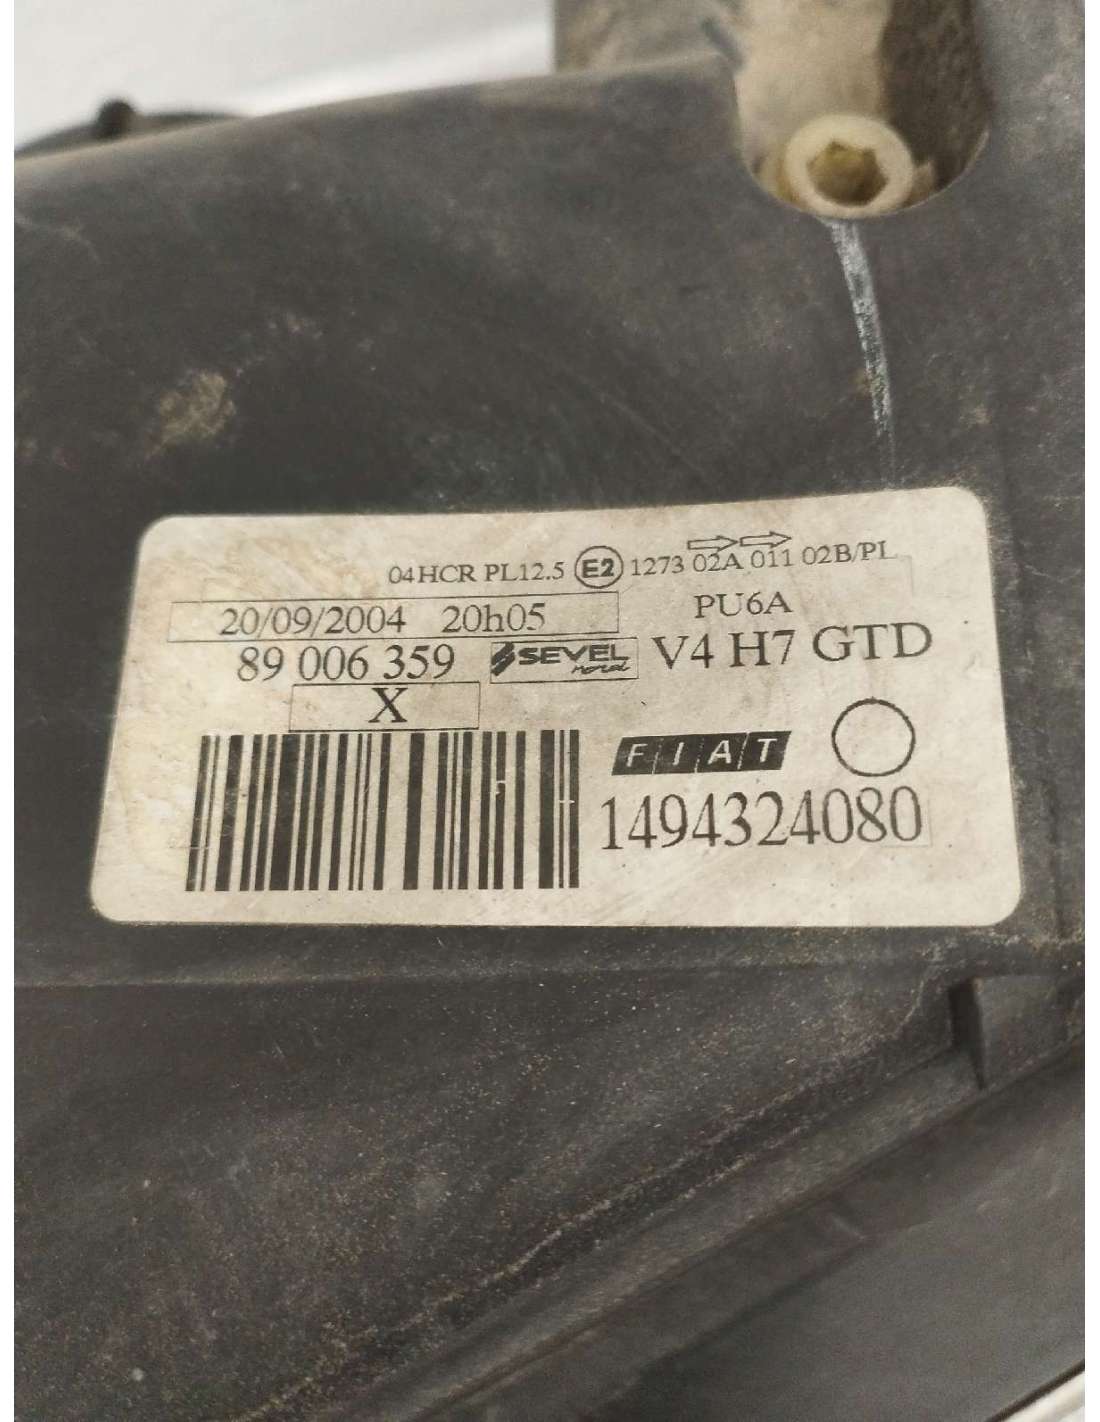 04HCR PL12.5 E2 1273 02A 011 02B/PL
PU6A
20/09/2004 20h05
89 006 359 SEVEL nord V4 H7 GTD
X
FIAT
1494324080